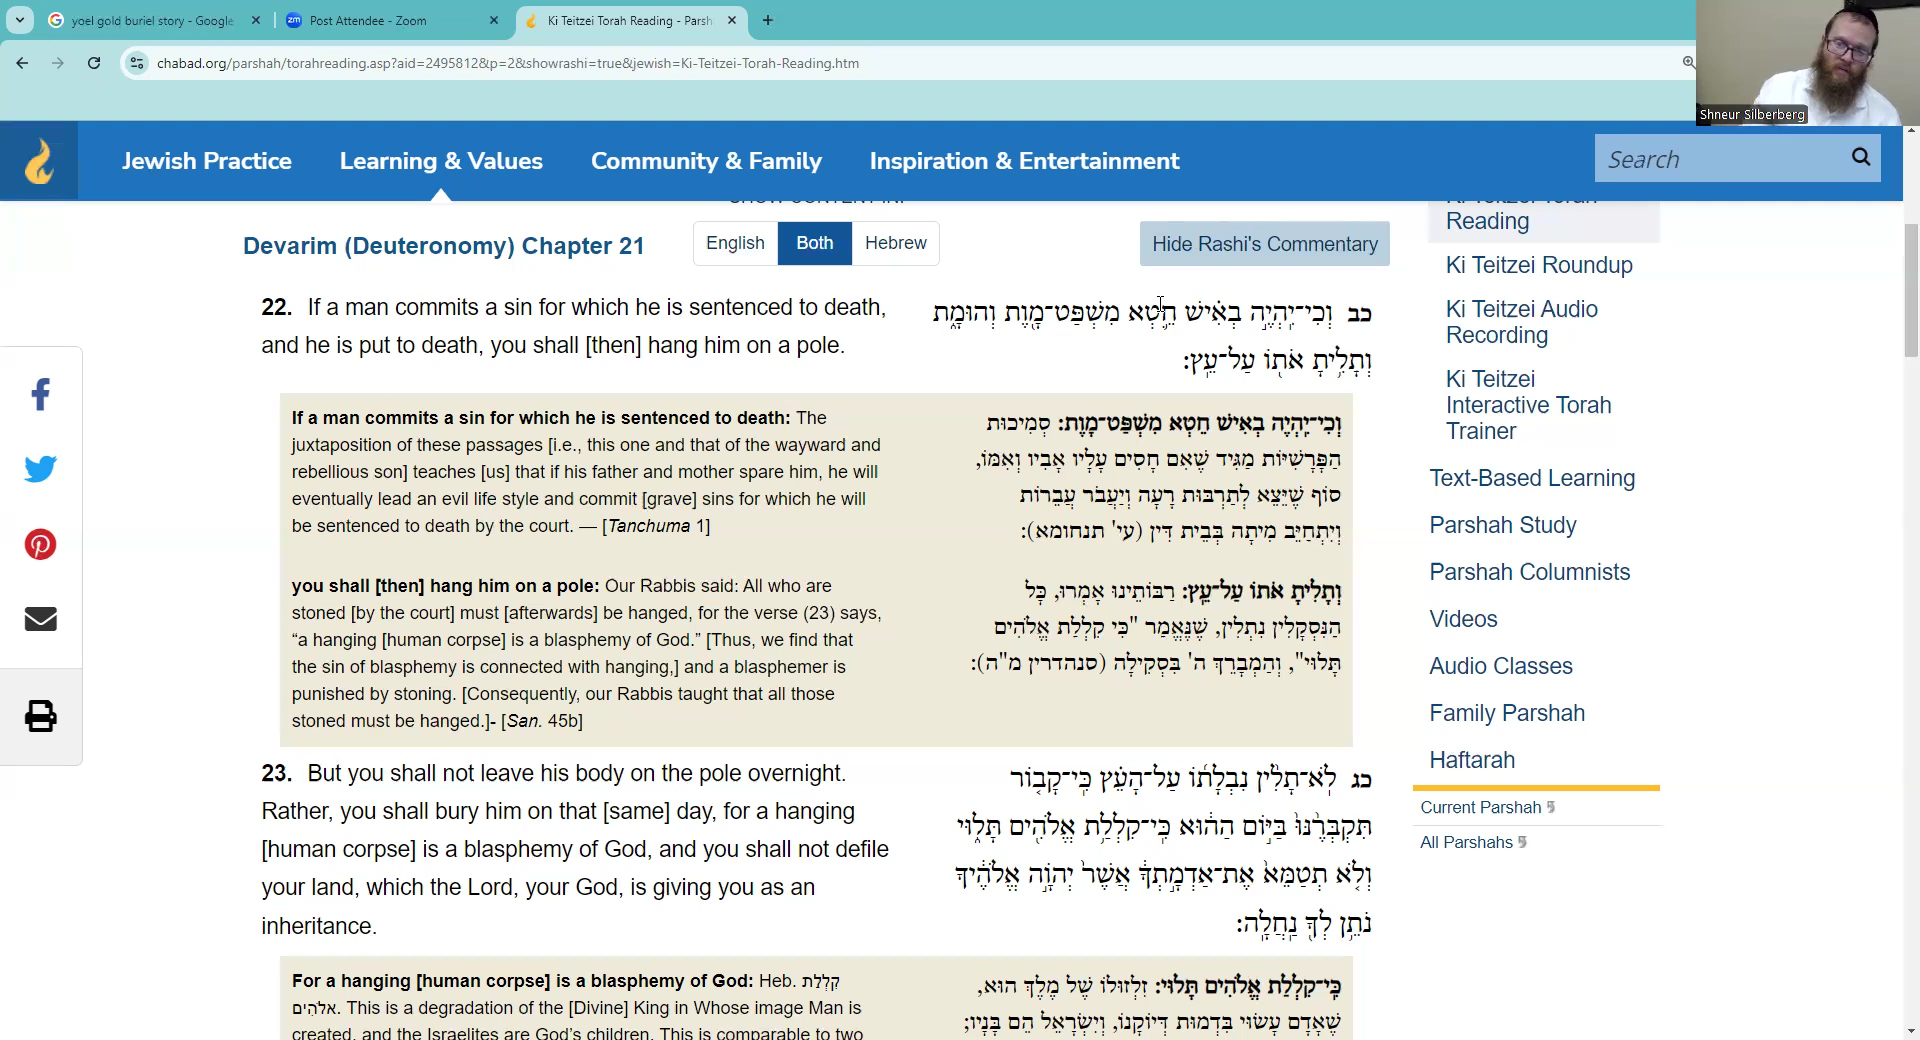 yoel gold buriel story - Google
Post Attendee - Zoom
Ki Teitzei Torah Reading - Parsh
chabad.org/parshah/torahreading.asp?aid=2495812&p=2&showrashi=true&jewish=Ki-Teitzei-Torah-Reading.htm
Shneur Silberberg
Jewish Practice
Learning & Values
Community & Family
Inspiration & Entertainment
Search
Devarim (Deuteronomy) Chapter 21
English
Both
Hebrew
Hide Rashi's Commentary
22. If a man commits a sin for which he is sentenced to death,
and he is put to death, you shall [then] hang him on a pole.
כב וְכִי־יִֽהְיֶ֣ה בְאִ֗ישׁ חֵ֛טְא מִשְׁפַּט־מָ֖וֶת וְהוּמָ֑ת
וְתָלִ֥יתָ אֹת֖וֹ עַל־עֵֽץ:
If a man commits a sin for which he is sentenced to death: The
juxtaposition of these passages [i.e., this one and that of the wayward and
rebellious son] teaches [us] that if his father and mother spare him, he will
eventually lead an evil life style and commit [grave] sins for which he will
be sentenced to death by the court. — [Tanchuma 1]
וְכִי־יִֽהְיֶה בְאִישׁ חֵטְא מִשְׁפַּט־מָוֶת: סְמִיכוּת
הַפָּרָשִׁיּוֹת מַגִּיד שֶׁאִם חָסִים עָלָיו אָבִיו וְאִמּוֹ,
סוֹף שֶׁיֵּצֵא לְתַרְבּוּת רָעָה וְיַעֲבֹר עֲבֵרוֹת
וְיִתְחַיֵּב מִיתָה בְּבֵית דִּין (עי' תנחומא):
you shall [then] hang him on a pole: Our Rabbis said: All who are
stoned [by the court] must [afterwards] be hanged, for the verse (23) says,
“a hanging [human corpse] is a blasphemy of God.” [Thus, we find that
the sin of blasphemy is connected with hanging,] and a blasphemer is
punished by stoning. [Consequently, our Rabbis taught that all those
stoned must be hanged.]- [San. 45b]
וְתָלִיתָ אֹתוֹ עַל־עֵֽץ: רַבּוֹתֵינוּ אָמְרוּ, כָּל
הַנִּסְקָלִין נִתְלִין, שֶׁנֶּאֱמַר "כִּי קִלְלַת אֱלֹהִים
תָּלוּי", וְהַמְבָרֵךְ ה' בִּסְקִילָה (סנהדרין מ"ה):
23. But you shall not leave his body on the pole overnight.
Rather, you shall bury him on that [same] day, for a hanging
[human corpse] is a blasphemy of God, and you shall not defile
your land, which the Lord, your God, is giving you as an
inheritance.
כג לֹֽא־תָלִ֨ין נִבְלָת֜וֹ עַל־הָעֵ֗ץ כִּֽי־קָב֤וֹר
תִּקְבְּרֶ֨נּוּ֙ בַּיּ֣וֹם הַה֔וּא כִּֽי־קִלְלַ֥ת אֱלֹהִ֖ים תָּל֑וּי
וְלֹ֤א תְטַמֵּא֙ אֶת־אַדְמָ֣תְךָ֔ אֲשֶׁר֙ יְהֹוָ֣ה אֱלֹהֶ֔יךָ
נֹתֵ֥ן לְךָ֖ נַֽחֲלָֽה:
For a hanging [human corpse] is a blasphemy of God: Heb. קִלְלַת
אלהים. This is a degradation of the [Divine] King in Whose image Man is
created, and the Israelites are God’s children. This is comparable to two
כִּֽי־קִלְלַת אֱלֹהִים תָּלוּי: זִלְזוּלוֹ שֶׁל מֶלֶךְ הוּא,
שֶׁאָדָם עָשׂוּי בִּדְמוּת דְּיוֹקָנוֹ, וְיִשְׂרָאֵל הֵם בָּנָיו;
Reading
Ki Teitzei Roundup
Ki Teitzei Audio
Recording
Ki Teitzei
Interactive Torah
Trainer
Text-Based Learning
Parshah Study
Parshah Columnists
Videos
Audio Classes
Family Parshah
Haftarah
Current Parshah
All Parshahs